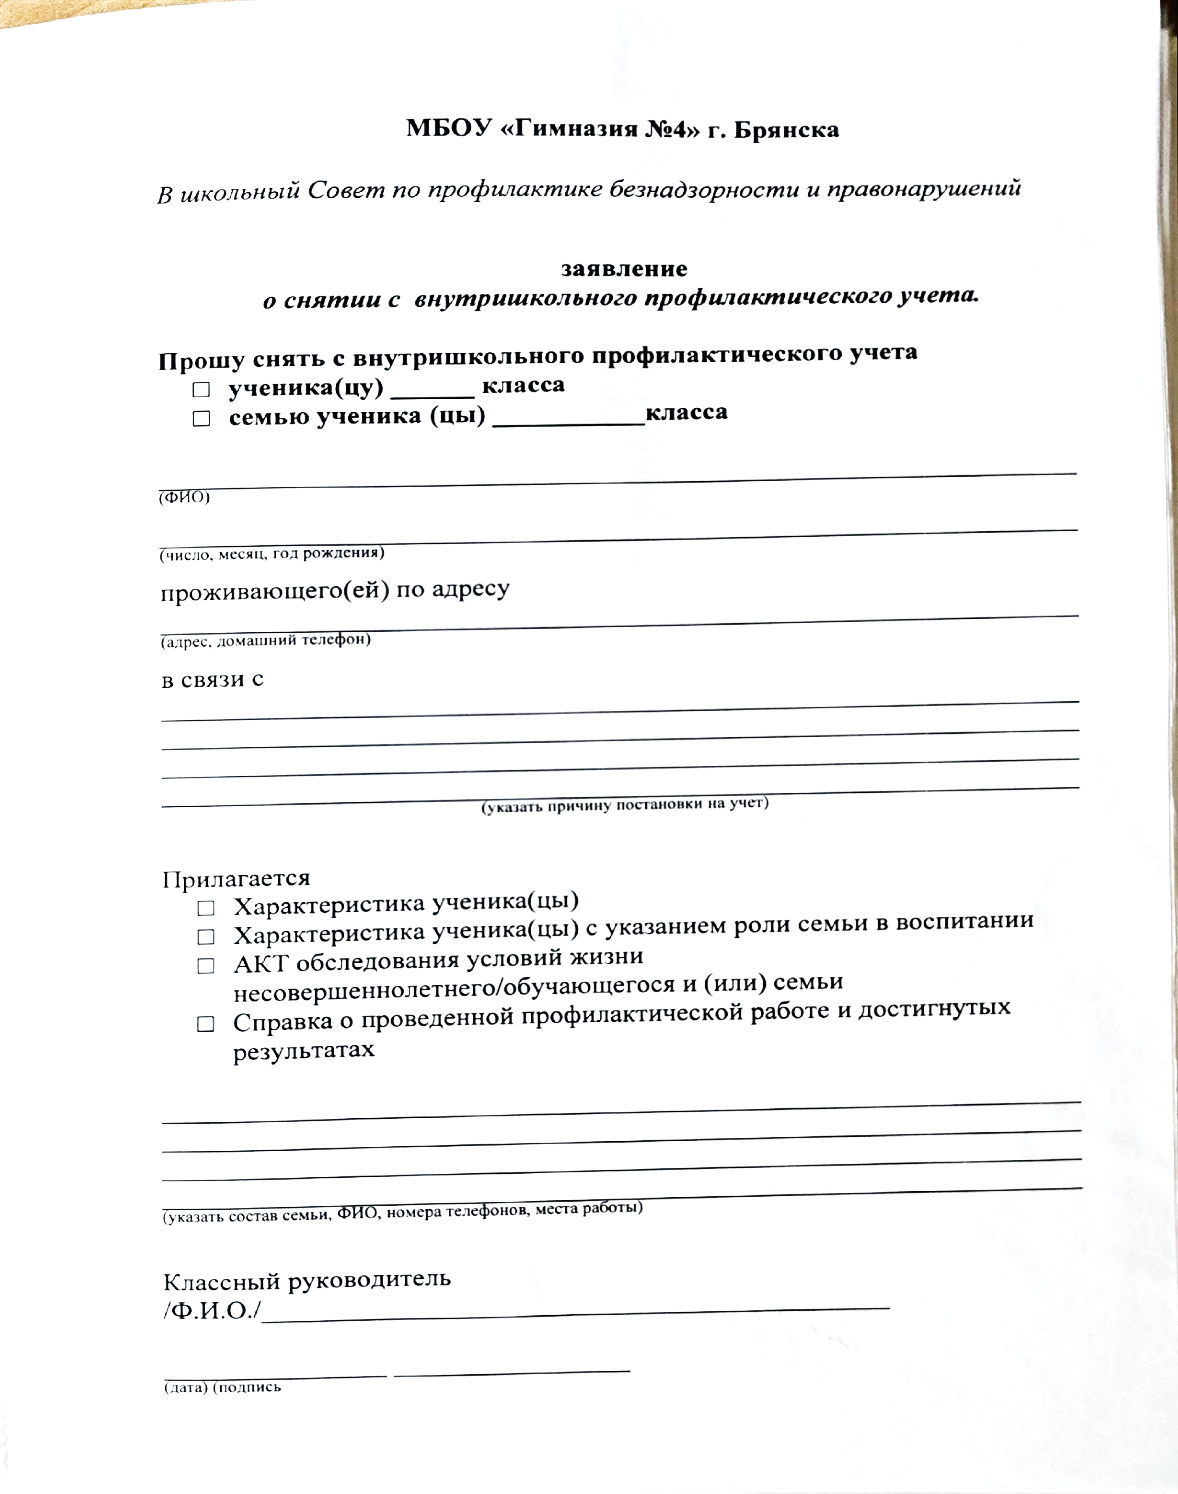 МБОУ «Гимназия №4» г. Брянска
В школьный Совет по профилактике безнадзорности и правонарушений
заявление
о снятии с внутришкольного профилактического учета.
Прошу снять с внутришкольного профилактического учета
□ ученика(цу) ______ класса
□ семью ученика (цы) ___________класса
(ФИО)
(число, месяц, год рождения)
проживающего(ей) по адресу
(адрес, домашний телефон)
в связи с
(указать причину постановки на учет)
Прилагается
□ Характеристика ученика(цы)
□ Характеристика ученика(цы) с указанием роли семьи в воспитании
□ АКТ обследования условий жизни
несовершеннолетнего/обучающегося и (или) семьи
□ Справка о проведенной профилактической работе и достигнутых
результатах
(указать состав семьи, ФИО, номера телефонов, места работы)
Классный руководитель
/Ф.И.О./
(дата) (подпись